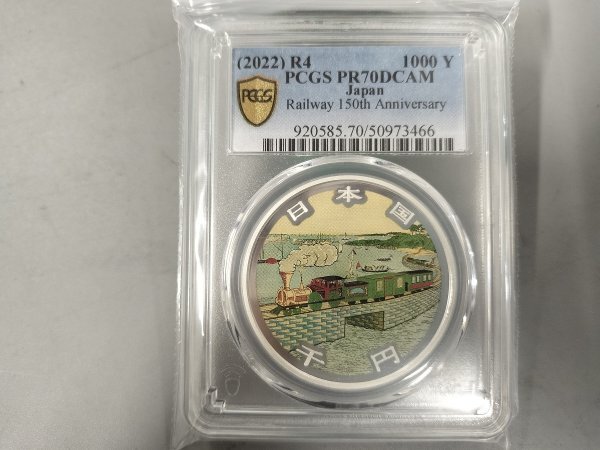 (2022) R4 1000 Y
PCGS PR70DCAM
Japan
Railway 150th Anniversary
PCGS
920585.70/50973466
日本国
千円